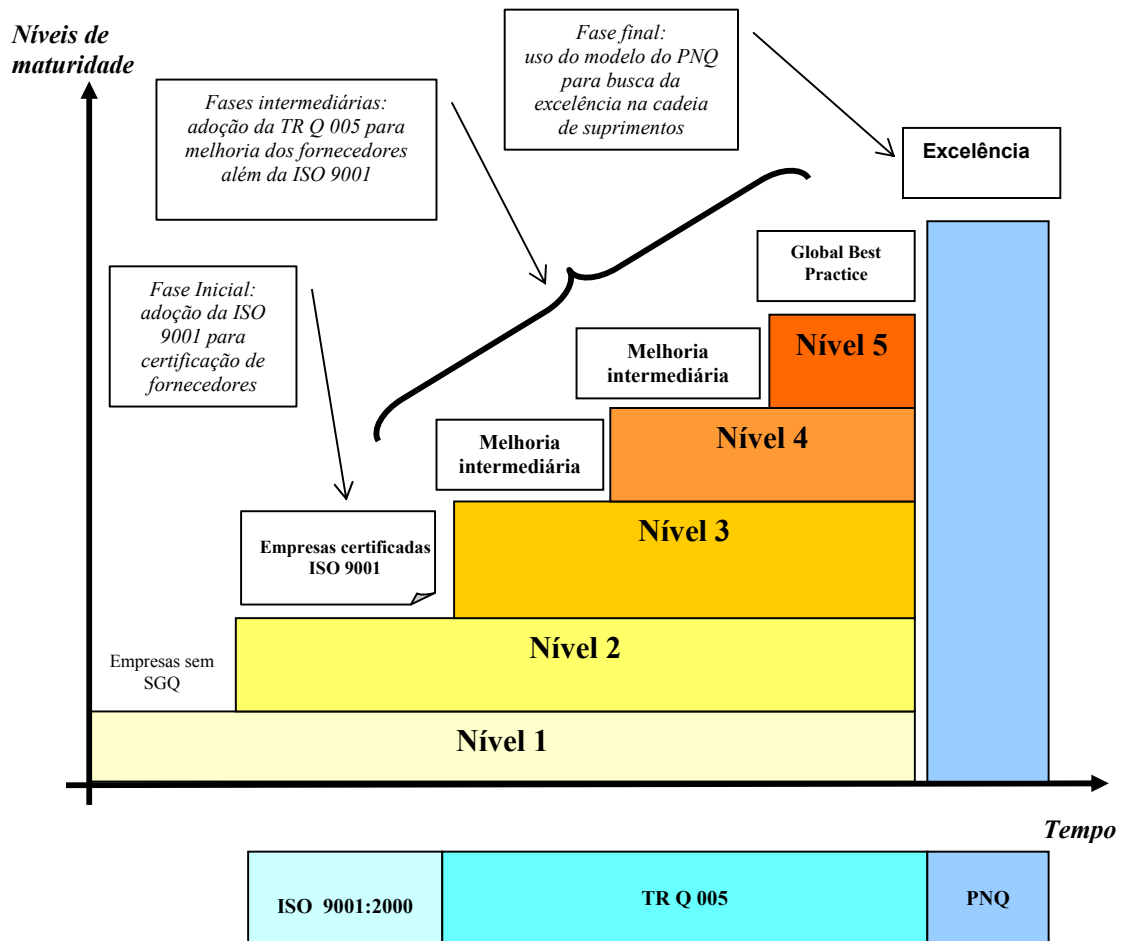 Níveis de
maturidade
Fase final:
uso do modelo do PNQ
para busca da
excelência na cadeia
de suprimentos
Fases intermediárias:
adoção da TR Q 005 para
melhoria dos fornecedores
além da ISO 9001
Excelência
Fase Inicial:
adoção da ISO
9001 para
certificação de
fornecedores
Global Best
Practice
Nível 5
Melhoria
intermediária
Nível 4
Melhoria
intermediária
Nível 3
Empresas certificadas
ISO 9001
Nível 2
Empresas sem
SGQ
Nível 1
Tempo
ISO 9001:2000
TR Q 005
PNQ